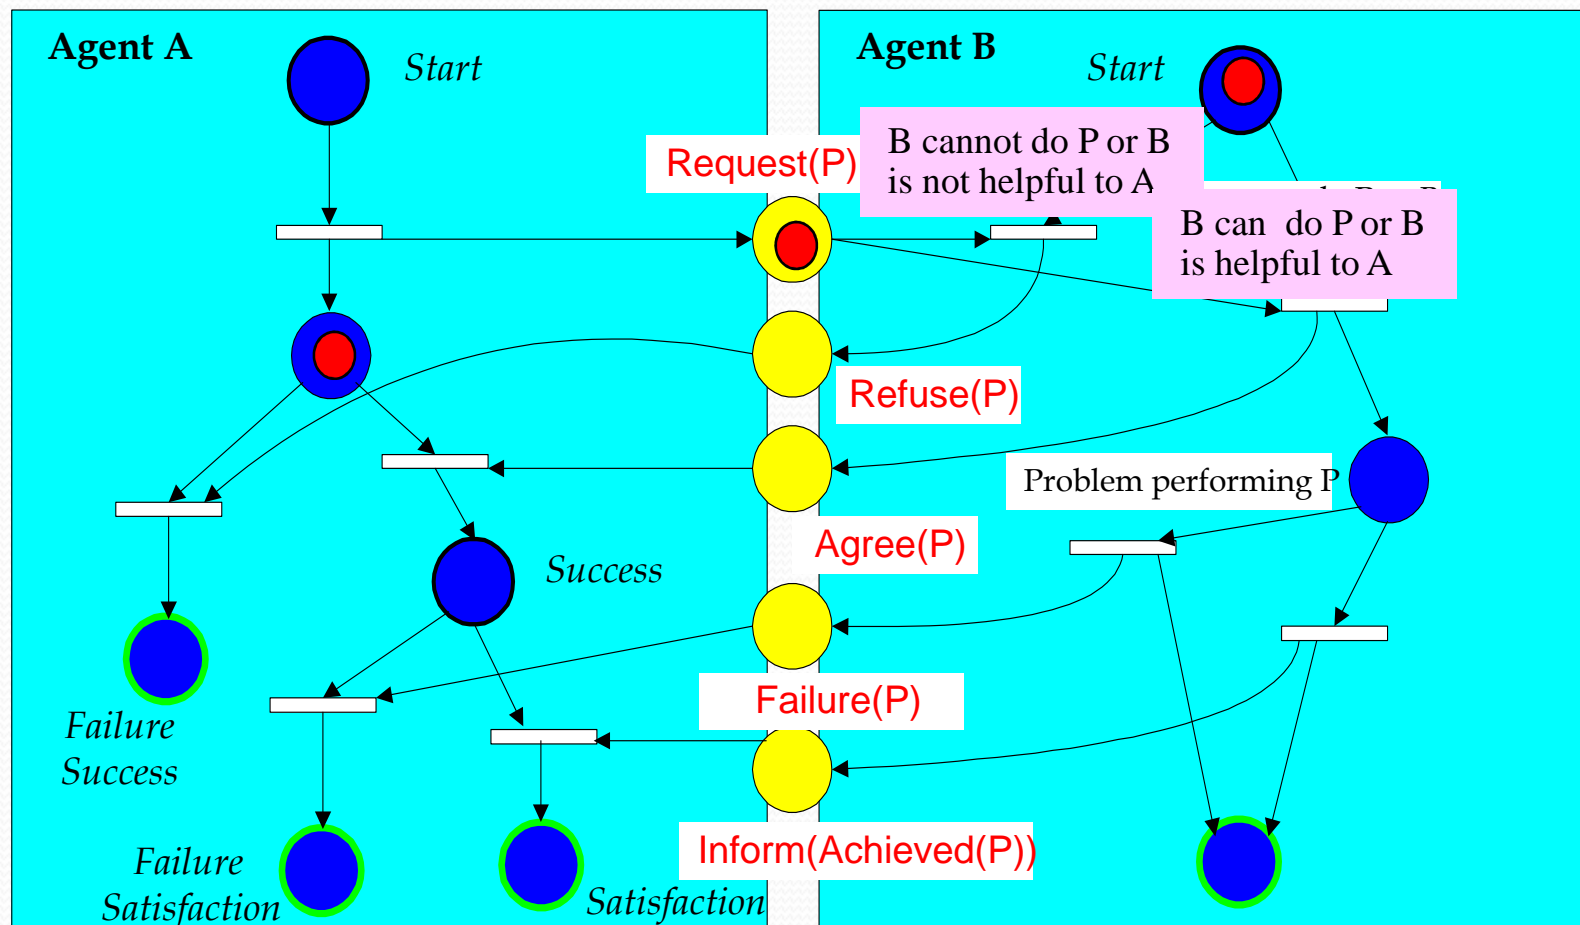 Agent A
Start
Agent B
Start
Request(P)
B cannot do P or B
is not helpful to A
B can do P or B
is helpful to A
Refuse(P)
Problem performing P
Agree(P)
Success
Failure
Success
Failure(P)
Failure
Satisfaction
Satisfaction
Inform(Achieved(P))